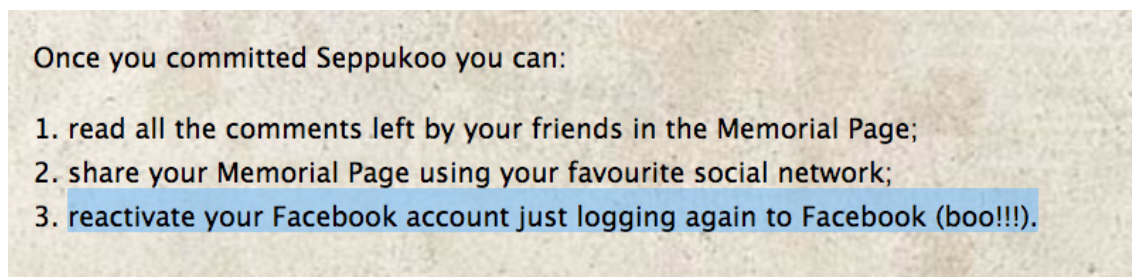 Once you committed Seppukoo you can:
1. read all the comments left by your friends in the Memorial Page;
2. share your Memorial Page using your favourite social network;
3. reactivate your Facebook account just logging again to Facebook (boo!!!).